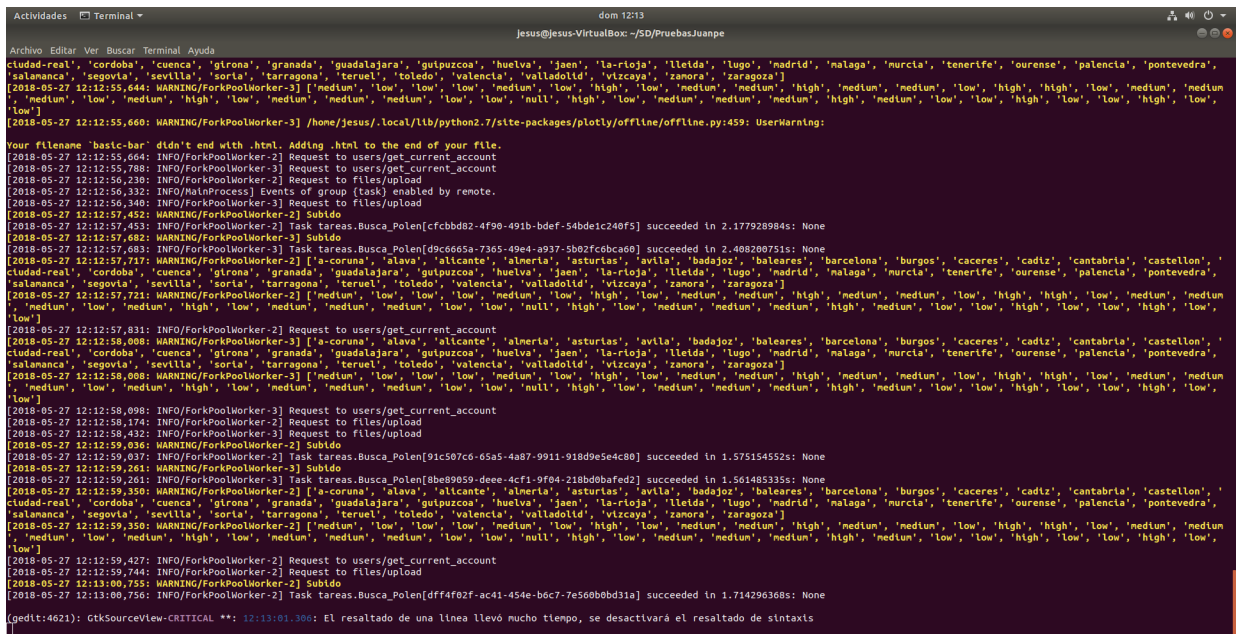 Actividades Terminal dom 12:13
jesus@jesus-VirtualBox: ~/SD/PruebasJuanpe
Archivo Editar Ver Buscar Terminal Ayuda
ciudad-real', 'cordoba', 'cuenca', 'girona', 'granada', 'guadalajara', 'guipuzcoa', 'huelva', 'jaen', 'la-rioja', 'lleida', 'lugo', 'madrid', 'malaga', 'murcia', 'tenerife', 'ourense', 'palencia', 'pontevedra',
'salamanca', 'segovia', 'sevilla', 'soria', 'tarragona', 'teruel', 'toledo', 'valencia', 'valladolid', 'vizcaya', 'zamora', 'zaragoza']
[2018-05-27 12:12:55,644: WARNING/ForkPoolWorker-3] ['medium', 'low', 'low', 'low', 'medium', 'low', 'high', 'low', 'medium', 'medium', 'high', 'medium', 'medium', 'low', 'high', 'high', 'low', 'medium', 'medium
', 'medium', 'low', 'medium', 'high', 'low', 'medium', 'medium', 'medium', 'low', 'low', 'null', 'high', 'low', 'medium', 'medium', 'medium', 'high', 'medium', 'low', 'low', 'high', 'low', 'low', 'high', 'low',
'low']
[2018-05-27 12:12:55,660: WARNING/ForkPoolWorker-3] /home/jesus/.local/lib/python2.7/site-packages/plotly/offline/offline.py:459: UserWarning:
Your filename `basic-bar` didn't end with .html. Adding .html to the end of your file.
[2018-05-27 12:12:55,664: INFO/ForkPoolWorker-2] Request to users/get_current_account
[2018-05-27 12:12:55,788: INFO/ForkPoolWorker-3] Request to users/get_current_account
[2018-05-27 12:12:56,230: INFO/ForkPoolWorker-2] Request to files/upload
[2018-05-27 12:12:56,332: INFO/MainProcess] Events of group {task} enabled by remote.
[2018-05-27 12:12:56,340: INFO/ForkPoolWorker-3] Request to files/upload
[2018-05-27 12:12:57,452: WARNING/ForkPoolWorker-2] Subido
[2018-05-27 12:12:57,453: INFO/ForkPoolWorker-2] Task tareas.Busca_Polen[cfcbbd82-4f90-491b-bdef-54bde1c240f5] succeeded in 2.177928984s: None
[2018-05-27 12:12:57,682: WARNING/ForkPoolWorker-3] Subido
[2018-05-27 12:12:57,683: INFO/ForkPoolWorker-3] Task tareas.Busca_Polen[d9c6665a-7365-49e4-a937-5b02fc6bca60] succeeded in 2.408200751s: None
[2018-05-27 12:12:57,717: WARNING/ForkPoolWorker-2] ['a-coruna', 'alava', 'alicante', 'almeria', 'asturias', 'avila', 'badajoz', 'baleares', 'barcelona', 'burgos', 'caceres', 'cadiz', 'cantabria', 'castellon', '
ciudad-real', 'cordoba', 'cuenca', 'girona', 'granada', 'guadalajara', 'guipuzcoa', 'huelva', 'jaen', 'la-rioja', 'lleida', 'lugo', 'madrid', 'malaga', 'murcia', 'tenerife', 'ourense', 'palencia', 'pontevedra',
'salamanca', 'segovia', 'sevilla', 'soria', 'tarragona', 'teruel', 'toledo', 'valencia', 'valladolid', 'vizcaya', 'zamora', 'zaragoza']
[2018-05-27 12:12:57,721: WARNING/ForkPoolWorker-2] ['medium', 'low', 'low', 'low', 'medium', 'low', 'high', 'low', 'medium', 'medium', 'high', 'medium', 'medium', 'low', 'high', 'high', 'low', 'medium', 'medium
', 'medium', 'low', 'medium', 'high', 'low', 'medium', 'medium', 'medium', 'low', 'low', 'null', 'high', 'low', 'medium', 'medium', 'medium', 'high', 'medium', 'low', 'low', 'high', 'low', 'low', 'high', 'low',
'low']
[2018-05-27 12:12:57,831: INFO/ForkPoolWorker-2] Request to users/get_current_account
[2018-05-27 12:12:58,008: WARNING/ForkPoolWorker-3] ['a-coruna', 'alava', 'alicante', 'almeria', 'asturias', 'avila', 'badajoz', 'baleares', 'barcelona', 'burgos', 'caceres', 'cadiz', 'cantabria', 'castellon', '
ciudad-real', 'cordoba', 'cuenca', 'girona', 'granada', 'guadalajara', 'guipuzcoa', 'huelva', 'jaen', 'la-rioja', 'lleida', 'lugo', 'madrid', 'malaga', 'murcia', 'tenerife', 'ourense', 'palencia', 'pontevedra',
'salamanca', 'segovia', 'sevilla', 'soria', 'tarragona', 'teruel', 'toledo', 'valencia', 'valladolid', 'vizcaya', 'zamora', 'zaragoza']
[2018-05-27 12:12:58,008: WARNING/ForkPoolWorker-3] ['medium', 'low', 'low', 'low', 'medium', 'low', 'high', 'low', 'medium', 'medium', 'high', 'medium', 'medium', 'low', 'high', 'high', 'low', 'medium', 'medium
', 'medium', 'low', 'medium', 'high', 'low', 'medium', 'medium', 'medium', 'low', 'low', 'null', 'high', 'low', 'medium', 'medium', 'medium', 'high', 'medium', 'low', 'low', 'high', 'low', 'low', 'high', 'low',
'low']
[2018-05-27 12:12:58,098: INFO/ForkPoolWorker-3] Request to users/get_current_account
[2018-05-27 12:12:58,174: INFO/ForkPoolWorker-2] Request to files/upload
[2018-05-27 12:12:58,432: INFO/ForkPoolWorker-3] Request to files/upload
[2018-05-27 12:12:59,036: WARNING/ForkPoolWorker-2] Subido
[2018-05-27 12:12:59,037: INFO/ForkPoolWorker-2] Task tareas.Busca_Polen[91c507c6-65a5-4a87-9911-918d9e5e4c80] succeeded in 1.575154552s: None
[2018-05-27 12:12:59,261: WARNING/ForkPoolWorker-3] Subido
[2018-05-27 12:12:59,261: INFO/ForkPoolWorker-3] Task tareas.Busca_Polen[8be89059-deee-4cf1-9f04-218bd0bafed2] succeeded in 1.561485335s: None
[2018-05-27 12:12:59,350: WARNING/ForkPoolWorker-2] ['a-coruna', 'alava', 'alicante', 'almeria', 'asturias', 'avila', 'badajoz', 'baleares', 'barcelona', 'burgos', 'caceres', 'cadiz', 'cantabria', 'castellon', '
ciudad-real', 'cordoba', 'cuenca', 'girona', 'granada', 'guadalajara', 'guipuzcoa', 'huelva', 'jaen', 'la-rioja', 'lleida', 'lugo', 'madrid', 'malaga', 'murcia', 'tenerife', 'ourense', 'palencia', 'pontevedra',
'salamanca', 'segovia', 'sevilla', 'soria', 'tarragona', 'teruel', 'toledo', 'valencia', 'valladolid', 'vizcaya', 'zamora', 'zaragoza']
[2018-05-27 12:12:59,350: WARNING/ForkPoolWorker-2] ['medium', 'low', 'low', 'low', 'medium', 'low', 'high', 'low', 'medium', 'medium', 'high', 'medium', 'medium', 'low', 'high', 'high', 'low', 'medium', 'medium
', 'medium', 'low', 'medium', 'high', 'low', 'medium', 'medium', 'medium', 'low', 'low', 'null', 'high', 'low', 'medium', 'medium', 'medium', 'high', 'medium', 'low', 'low', 'high', 'low', 'low', 'high', 'low',
'low']
[2018-05-27 12:12:59,427: INFO/ForkPoolWorker-2] Request to users/get_current_account
[2018-05-27 12:12:59,744: INFO/ForkPoolWorker-2] Request to files/upload
[2018-05-27 12:13:00,755: WARNING/ForkPoolWorker-2] Subido
[2018-05-27 12:13:00,756: INFO/ForkPoolWorker-2] Task tareas.Busca_Polen[dff4f02f-ac41-454e-b6c7-7e560b0bd31a] succeeded in 1.714296368s: None
(gedit:4621): GtkSourceView-CRITICAL **: 12:13:01.306: El resaltado de una línea llevó mucho tiempo, se desactivará el resaltado de sintaxis